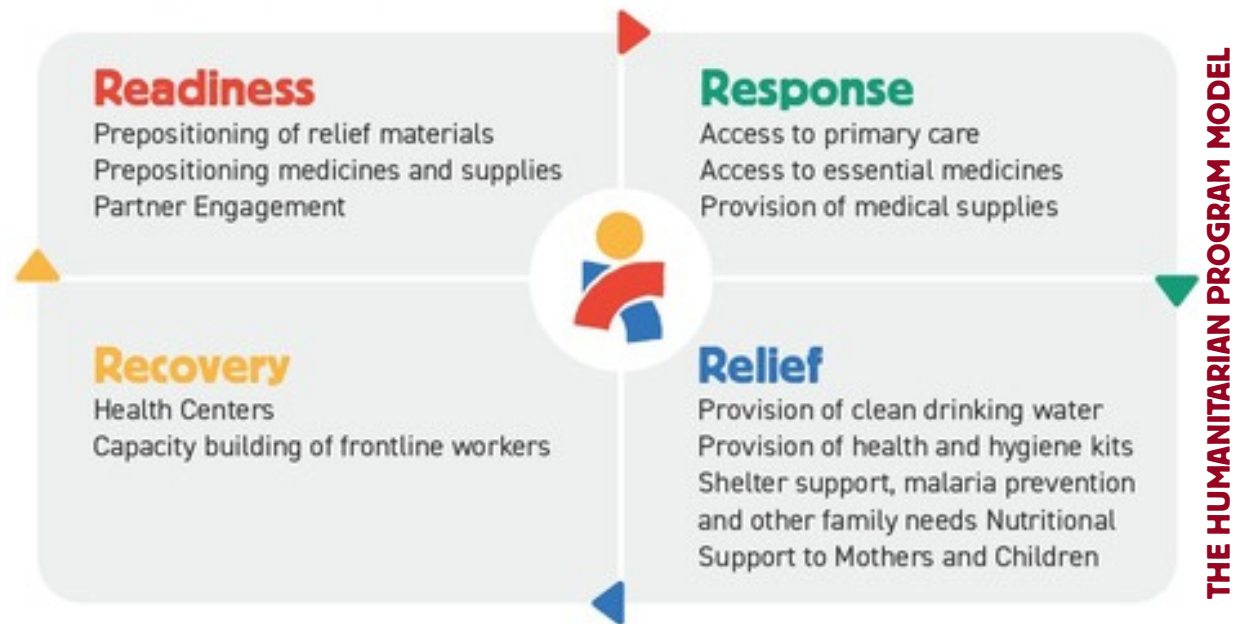 Readiness
Prepositioning of relief materials
Prepositioning medicines and supplies
Partner Engagement
Response
Access to primary care
Access to essential medicines
Provision of medical supplies
Recovery
Health Centers
Capacity building of frontline workers
Relief
Provision of clean drinking water
Provision of health and hygiene kits
Shelter support, malaria prevention
and other family needs Nutritional
Support to Mothers and Children
THE HUMANITARIAN PROGRAM MODEL